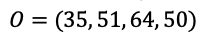 O = (35, 51, 64, 50)